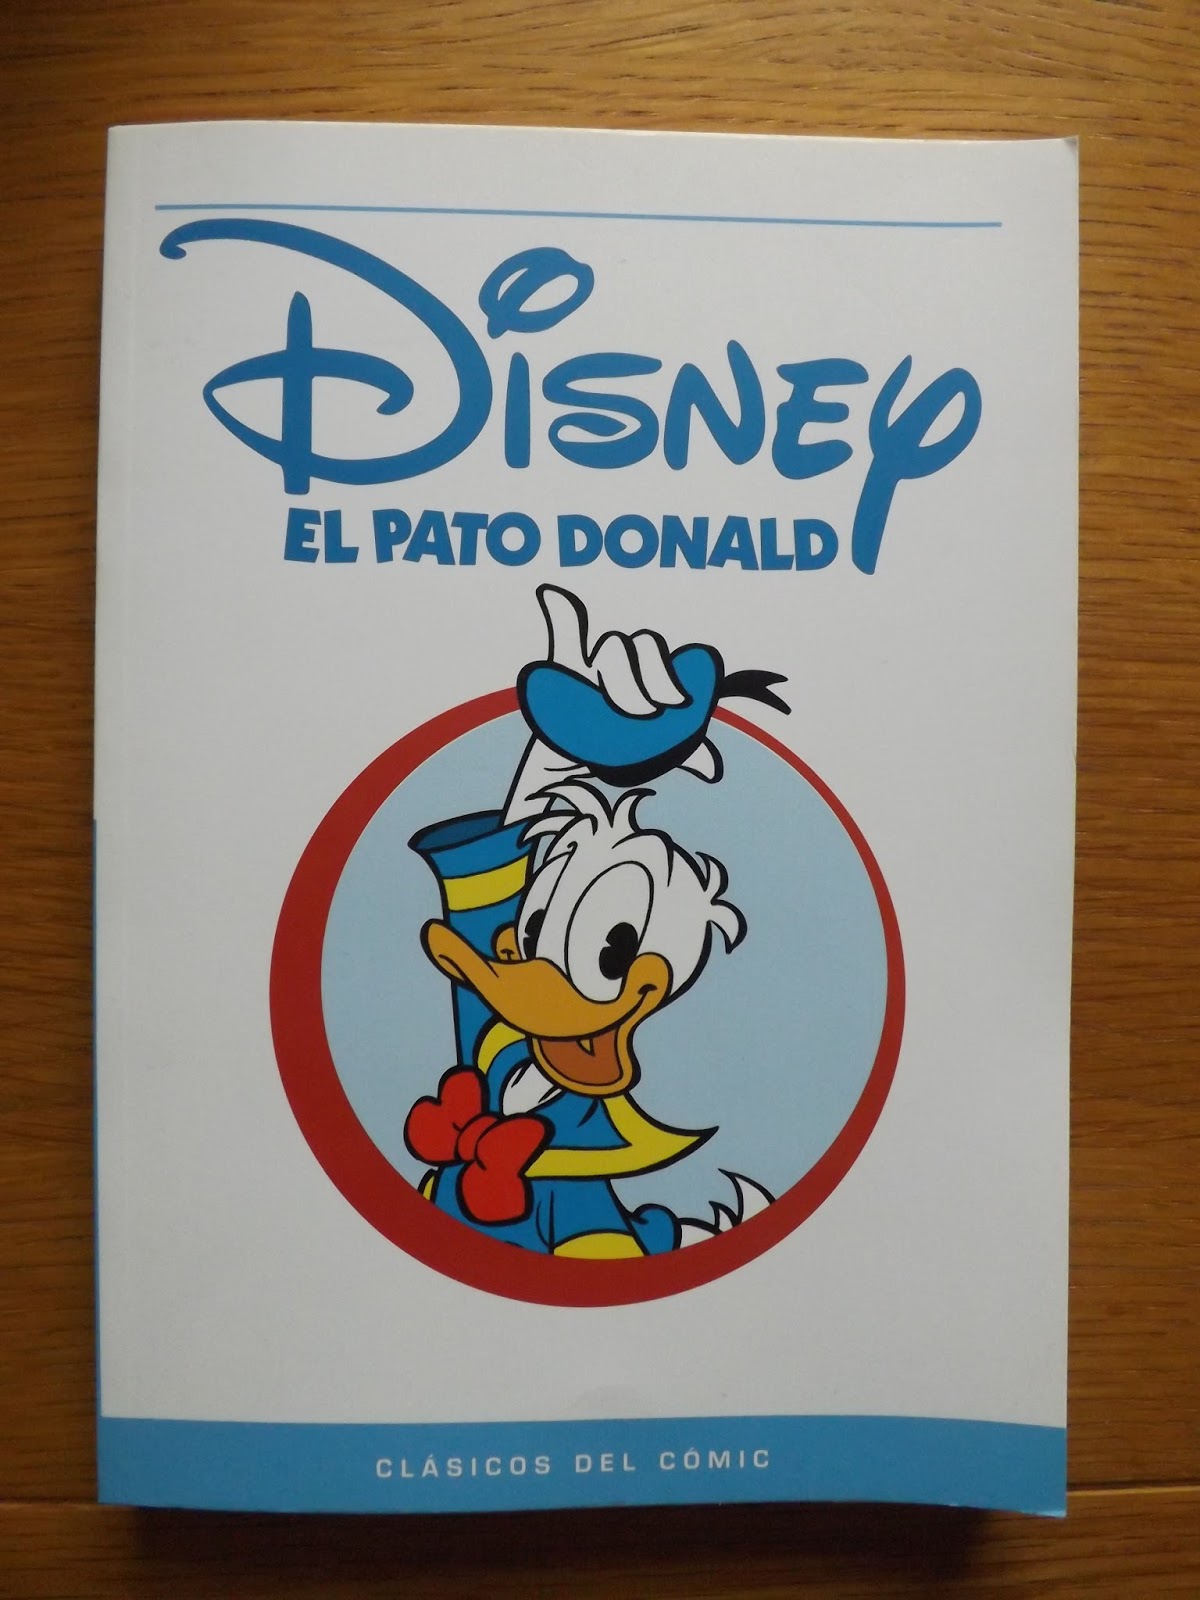 Disney
EL PATO DONALD
CLÁSICOS DEL CÓMIC